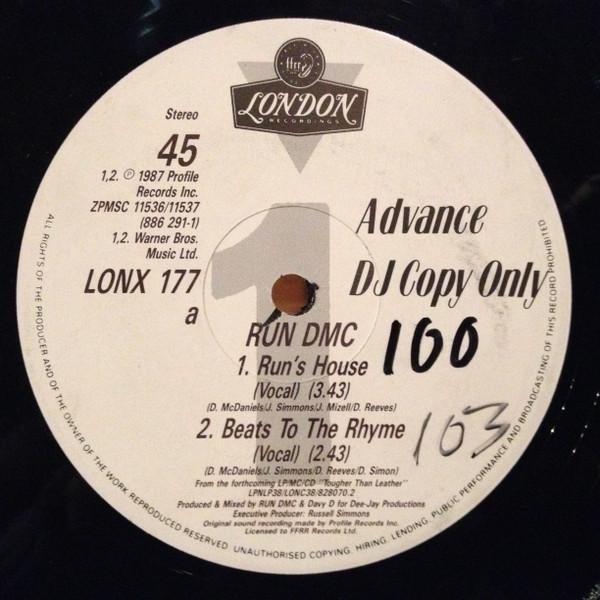 ffrr
LONDON
RECORDINGS
Stereo
45
1,2. ℗ 1987 Profile
Records Inc.
ZPMSC 11536/11537
(886 291-1)
1,2. Warner Bros.
Music Ltd.
LONX 177
a
Advance
DJ Copy Only
1
RUN DMC
100
1. Run's House
(Vocal) (3.43)
(D. McDaniels/J. Simmons/J. Mizell/D. Reeves)
2. Beats To The Rhyme
103
(Vocal) (2.43)
(D. McDaniels/J. Simmons/D. Reeves/D. Simon)
From the forthcoming LP/MC/CD "Tougher Than Leather"
LPNLP38/LONC38/828070.2
Produced & Mixed by RUN DMC & Davy D for Dee-Jay Productions
Executive Producer: Russell Simmons
Original sound recording made by Profile Records Inc.
Licensed to FFRR Records Ltd.
ALL RIGHTS OF THE PRODUCER AND OF THE OWNER OF THE WORK REPRODUCED RESERVED. UNAUTHORISED COPYING, HIRING, LENDING, PUBLIC PERFORMANCE AND BROADCASTING OF THIS RECORD PROHIBITED